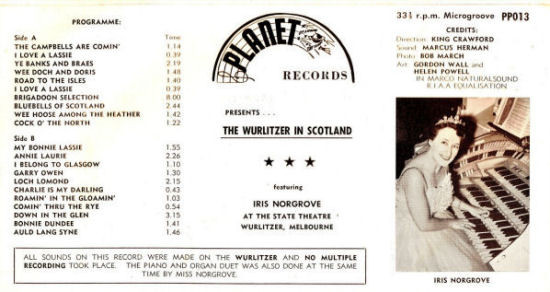 PROGRAMME:
Side A Time
THE CAMPBELLS ARE COMIN' 1.14
I LOVE A LASSIE 0.39
YE BANKS AND BRAES 2.19
WEE DOCH AND DORIS 1.48
ROAD TO THE ISLES 1.40
I LOVE A LASSIE 0.39
BRIGADOON SELECTION 8.00
BLUEBELLS OF SCOTLAND 2.44
WEE HOOSE AMONG THE HEATHER 1.42
COCK O' THE NORTH 1.22
Side B
MY BONNIE LASSIE 1.55
ANNIE LAURIE 2.26
I BELONG TO GLASGOW 1.10
GARRY OWEN 1.30
LOCH LOMOND 2.15
CHARLIE IS MY DARLING 0.43
ROAMIN' IN THE GLOAMIN' 1.03
COMIN' THRU THE RYE 0.54
DOWN IN THE GLEN 3.15
BONNIE DUNDEE 1.41
AULD LANG SYNE 1.46
PLANET
RECORDS
PRESENTS . . .
THE WURLITZER IN SCOTLAND
★ ★ ★
featuring
IRIS NORGROVE
AT THE STATE THEATRE
WURLITZER, MELBOURNE
33⅓ r.p.m. Microgroove PP013
CREDITS:
Direction: KING CRAWFORD
Sound: MARCUS HERMAN
Photo: BOB MARCH
Art: GORDON WALL and
HELEN POWELL
IN MARCO NATURALSOUND
R.I.A.A EQUALISATION
IRIS NORGROVE
ALL SOUNDS ON THIS RECORD WERE MADE ON THE WURLITZER AND NO MULTIPLE
RECORDING TOOK PLACE. THE PIANO AND ORGAN DUET WAS ALSO DONE AT THE SAME
TIME BY MISS NORGROVE.